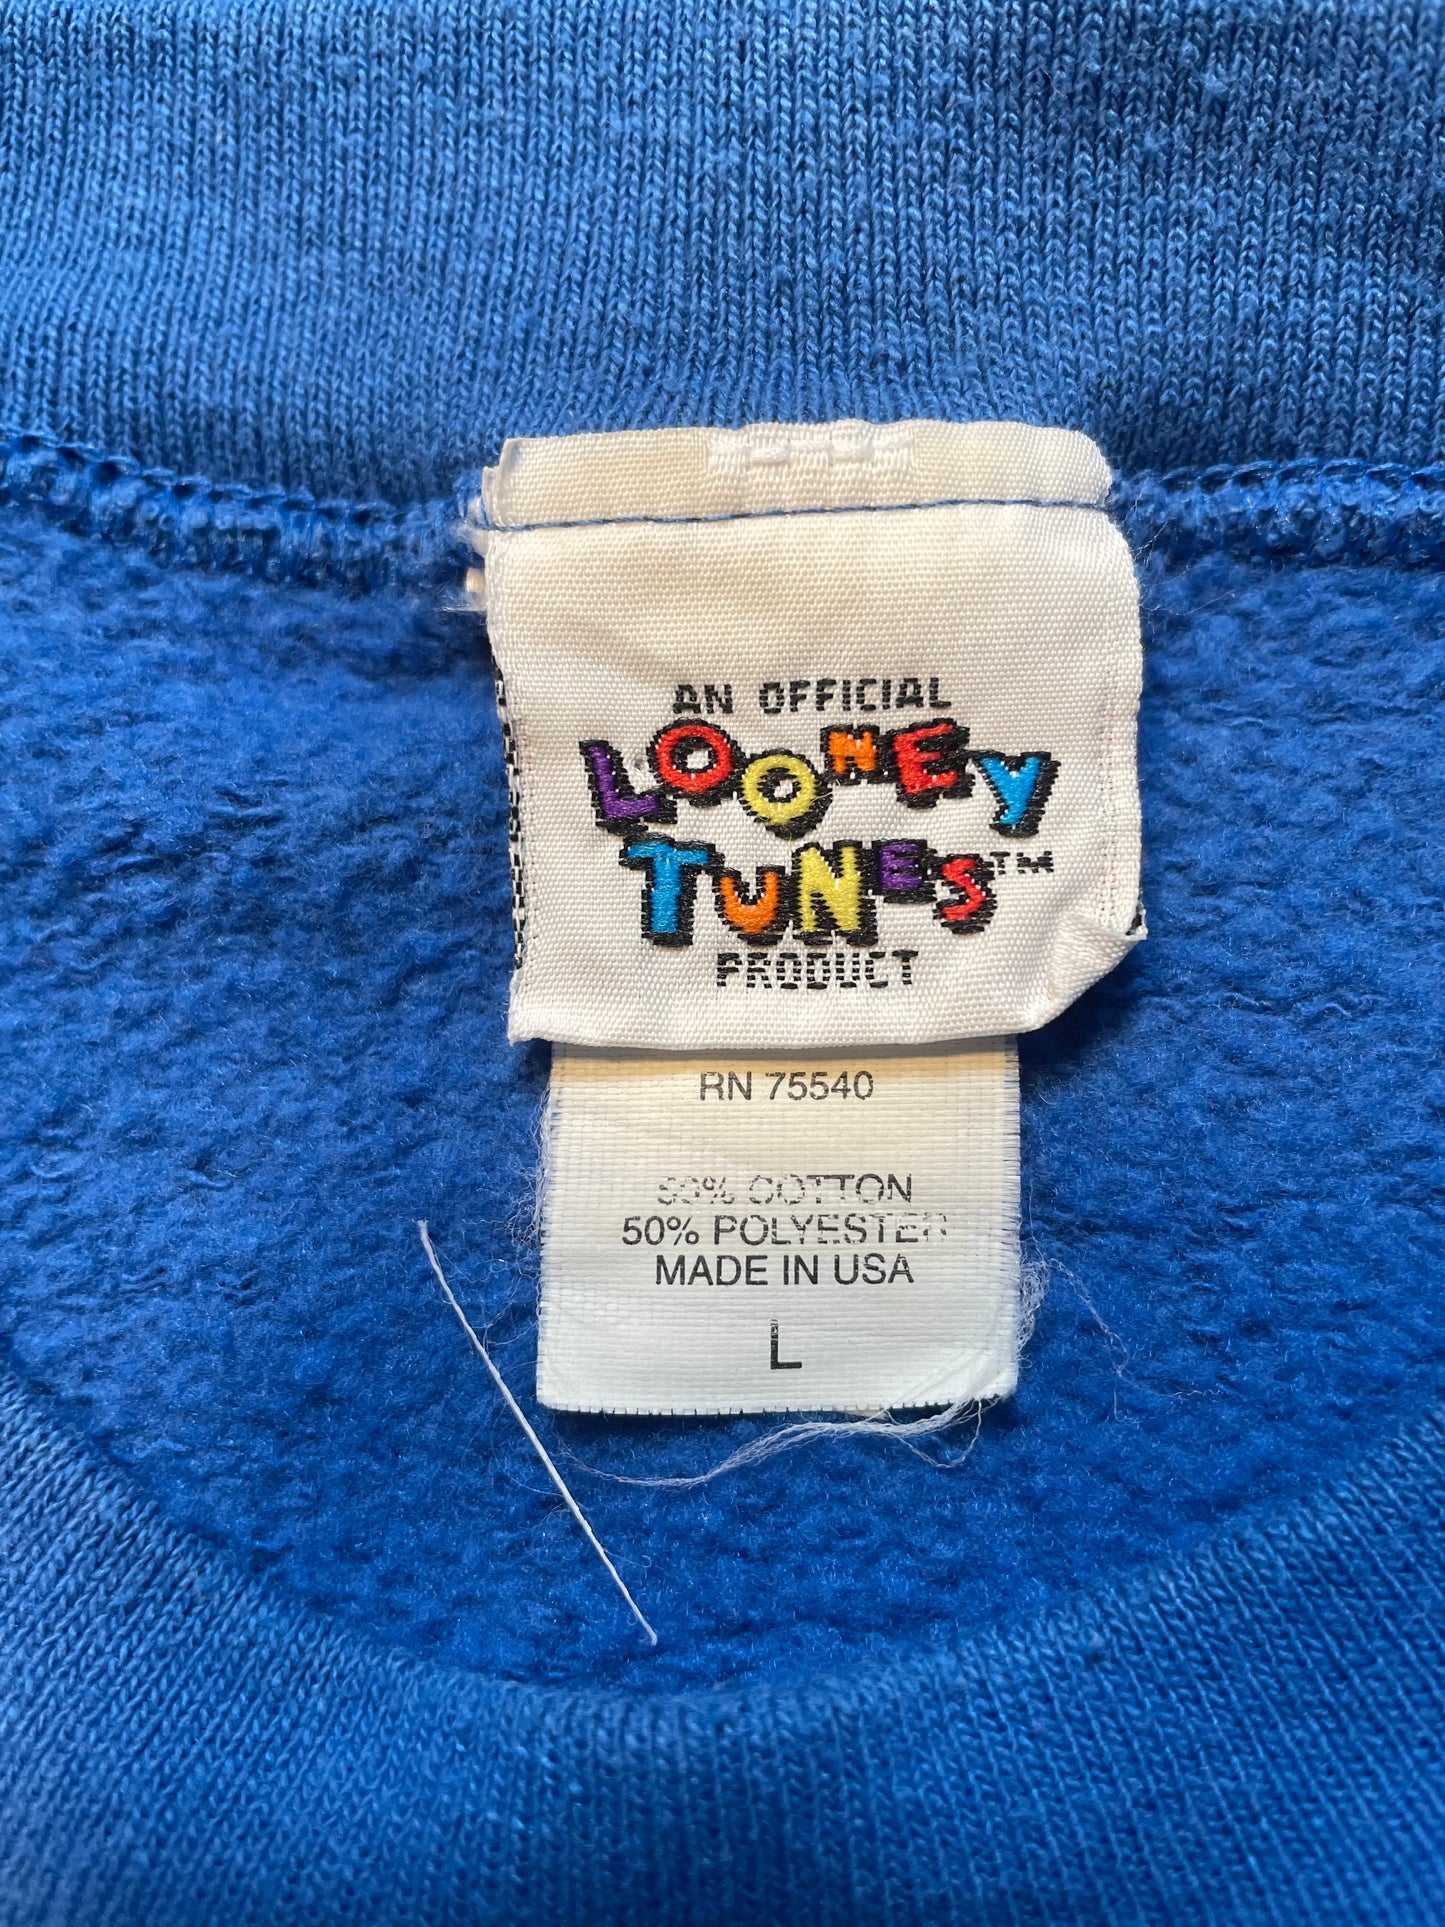 AN OFFICIAL
LOONEY
TUNES™
PRODUCT
RN 75540
50% COTTON
50% POLYESTER
MADE IN USA
L